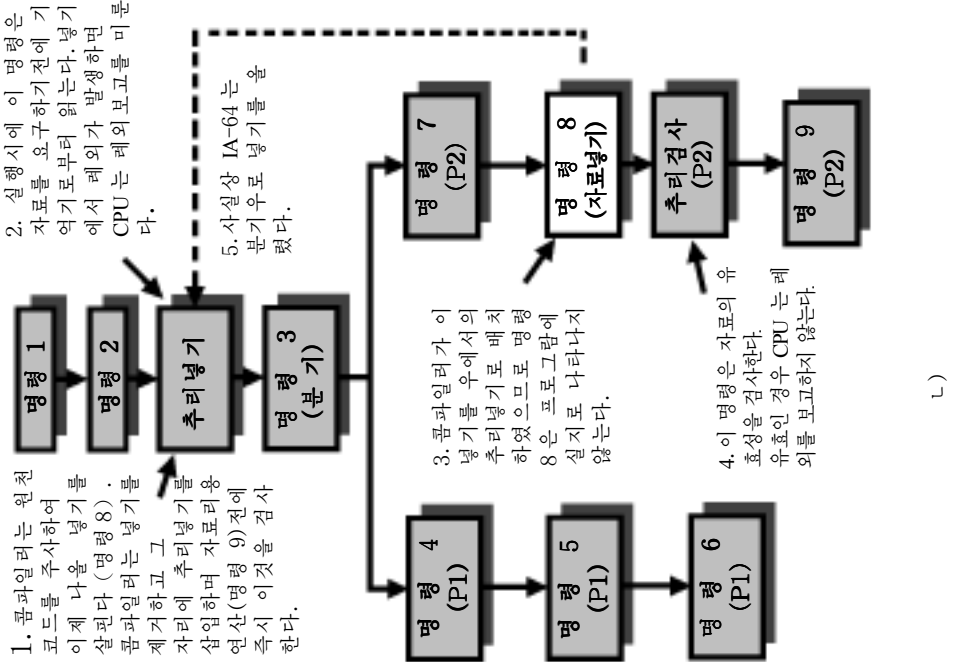 1. 콤파일러는 원천
코드를 주사하여
이제 나올 넣기를
살핀다 (명령 8).
콤파일러는 넣기를
제거하고 그
자리에 추리넣기를
삽입하며 자료리용
연산(명령 9)전에
즉시 이것을 검사
한다.
2. 실행시에 이 명령은
자료를 요구하기전에 기
억기로부터 읽는다. 넣기
에서 례외가 발생하면
CPU는 례외보고를 미룬
다.
명령 1
명령 2
추리넣기
명 령 3
(분 기)
5. 사실상 IA-64 는
분기우로 넣기를 올
렸다.
3. 콤파일러가 이
넣기를 우에서의
추리넣기로 배치
하였으므로 명령
8 은 프로그람에
실지로 나타나지
않는다.
4. 이 명령은 자료의 유
효성을 검사한다.
유효인 경우 CPU 는 례
외를 보고하지 않는다.
명 령 4
(P1)
명 령 5
(P1)
명 령 6
(P1)
명 령 7
(P2)
명 령 8
(자료넣기)
추리검사
(P2)
명 령 9
(P2)
ㄴ)